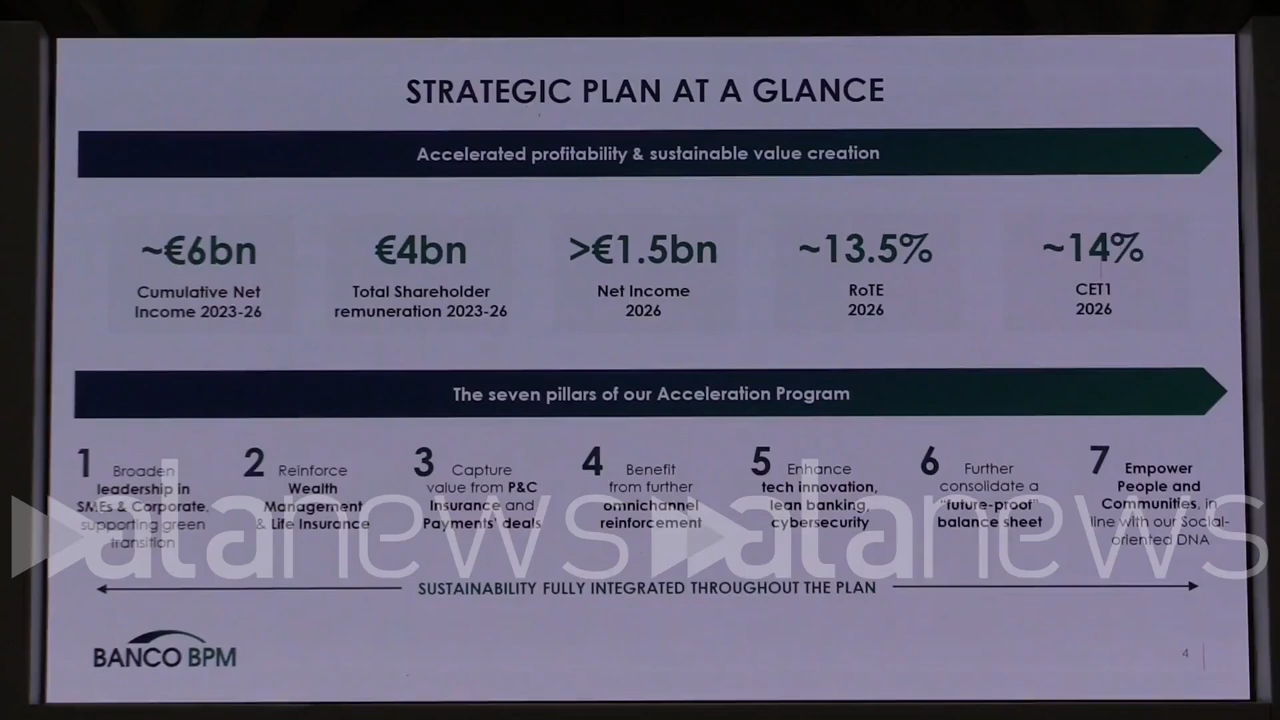 STRATEGIC PLAN AT A GLANCE
Accelerated profitability & sustainable value creation
~€6bn
Cumulative Net
Income 2023-26
€4bn
Total Shareholder
remuneration 2023-26
>€1.5bn
Net Income
2026
~13.5%
RoTE
2026
~14%
CET1
2026
The seven pillars of our Acceleration Program
1 Broaden
leadership in
SMEs & Corporate,
supporting green
transition
2 Reinforce
Wealth
Management
& Life Insurance
3 Capture
value from P&C
Insurance and
Payments' deals
4 Benefit
from further
omnichannel
reinforcement
5 Enhance
tech innovation,
lean banking,
cybersecurity
6 Further
consolidate a
"future-proof"
balance sheet
7 Empower
People and
Communities, in
line with our Social-
oriented DNA
alanews alanews
SUSTAINABILITY FULLY INTEGRATED THROUGHOUT THE PLAN
BANCO BPM
4